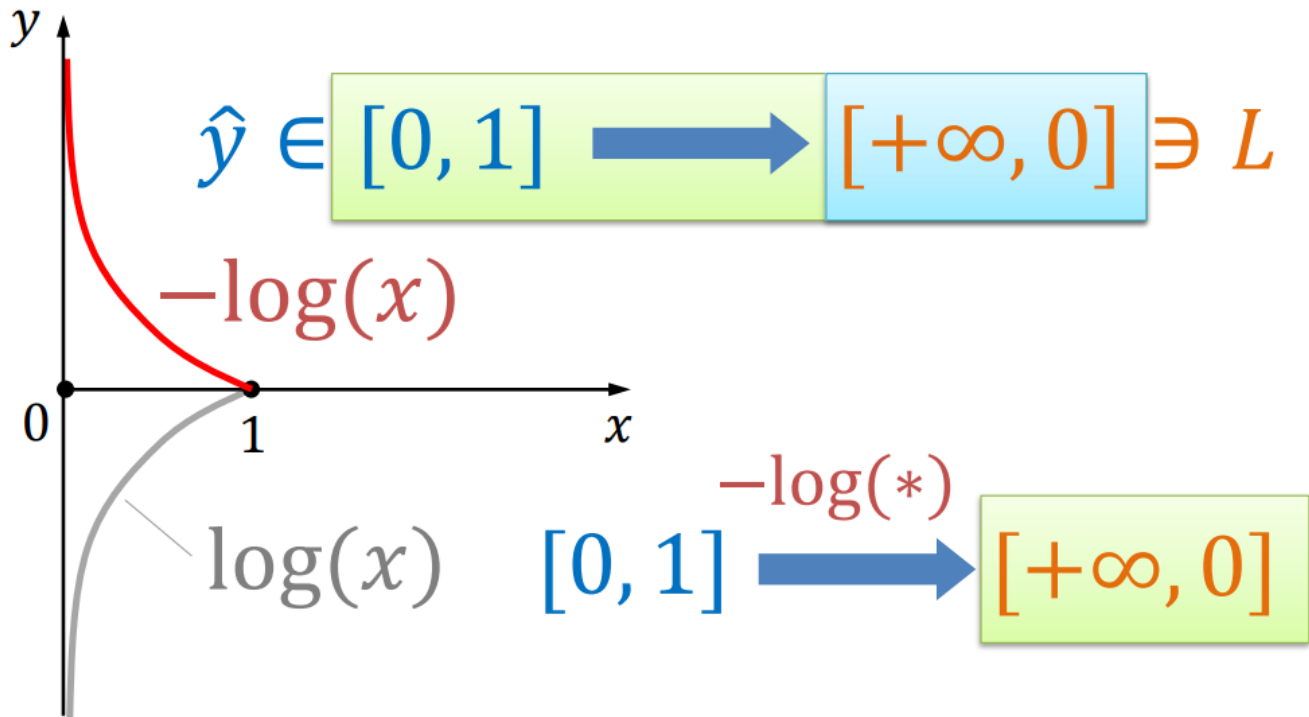 y
ŷ ∈ [0, 1] [+∞, 0] ∋ L
−log(x)
0 1 x
−log(∗)
log(x) [0, 1] [+∞, 0]